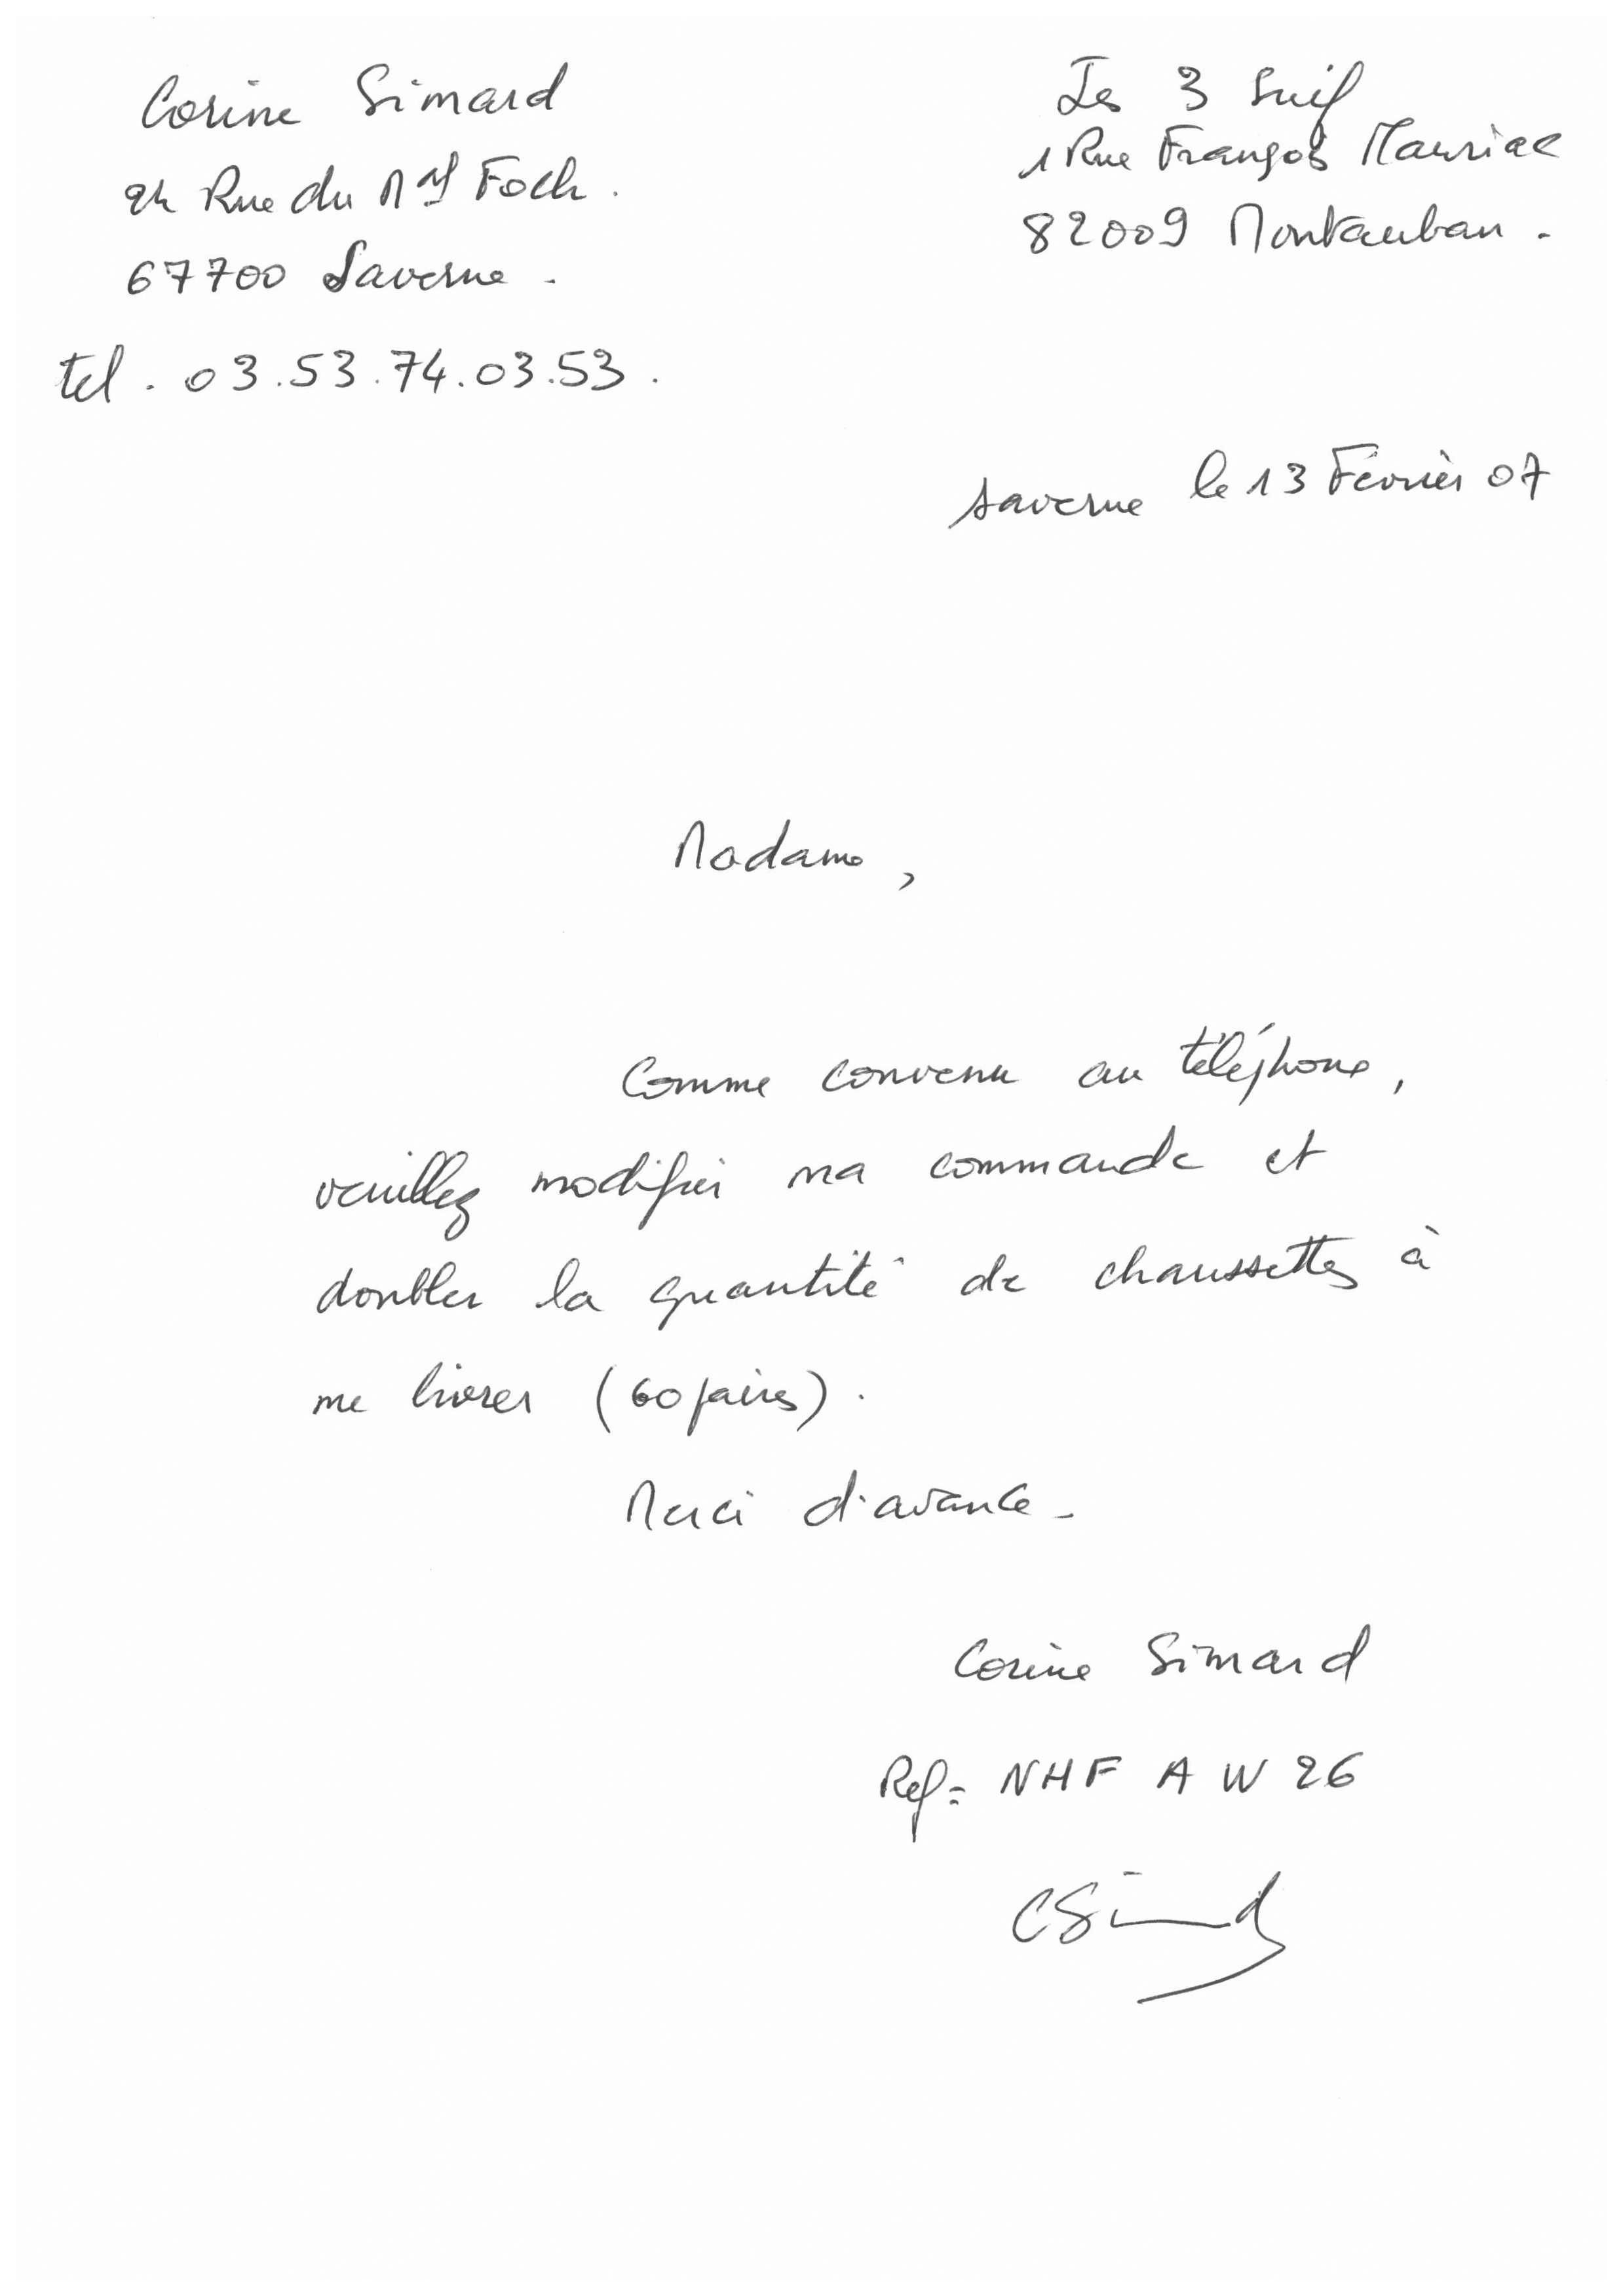 Corine Simard
24 Rue du Mal Foch.
67700 Saverne.
tel. 03.53.74.03.53.
Les 3 Suif
1 Rue François Mauriac
82009 Montauban.
Saverne le 13 Février 07
Madame,
Comme convenu au téléphone,
veuillez modifier ma commande et
doubler la quantité de chaussettes à
me livrer (60 paires).
Merci d'avance.
Corine Simard
Ref: NHF A W 26
CSimard